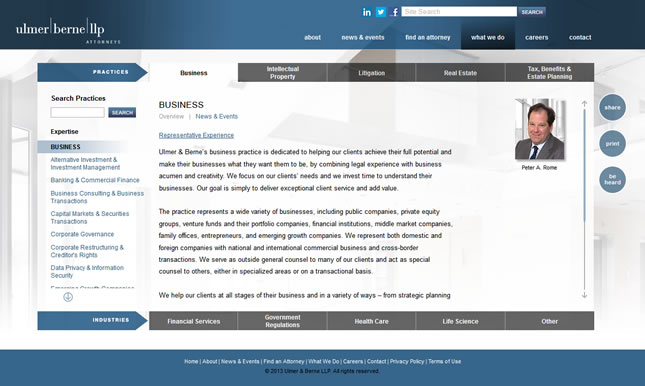 ulmer|berne|llp
ATTORNEYS
Site Search
SEARCH
about
news & events
find an attorney
what we do
careers
contact
PRACTICES
Business
Intellectual
Property
Litigation
Real Estate
Tax, Benefits &
Estate Planning
Search Practices
SEARCH
Expertise
BUSINESS
Alternative Investment &
Investment Management
Banking & Commercial Finance
Business Consulting & Business
Transactions
Capital Markets & Securities
Transactions
Corporate Governance
Corporate Restructuring &
Creditor's Rights
Data Privacy & Information
Security
Emerging Growth Companies
BUSINESS
Overview | News & Events
Representative Experience
Ulmer & Berne's business practice is dedicated to helping our clients achieve their full potential and
make their businesses what they want them to be, by combining legal experience with business
acumen and creativity. We focus on our clients' needs and we invest time to understand their
businesses. Our goal is simply to deliver exceptional client service and add value.
The practice represents a wide variety of businesses, including public companies, private equity
groups, venture funds and their portfolio companies, financial institutions, middle market companies,
family offices, entrepreneurs, and emerging growth companies. We represent both domestic and
foreign companies with national and international commercial business and cross-border
transactions. We serve as outside general counsel to many of our clients and act as special
counsel to others, either in specialized areas or on a transactional basis.
We help our clients at all stages of their business and in a variety of ways – from strategic planning
Peter A. Rome
share
print
be
heard
INDUSTRIES
Financial Services
Government
Regulations
Health Care
Life Science
Other
Home | About | News & Events | Find an Attorney | What We Do | Careers | Contact | Privacy Policy | Terms of Use
© 2013 Ulmer & Berne LLP. All rights reserved.